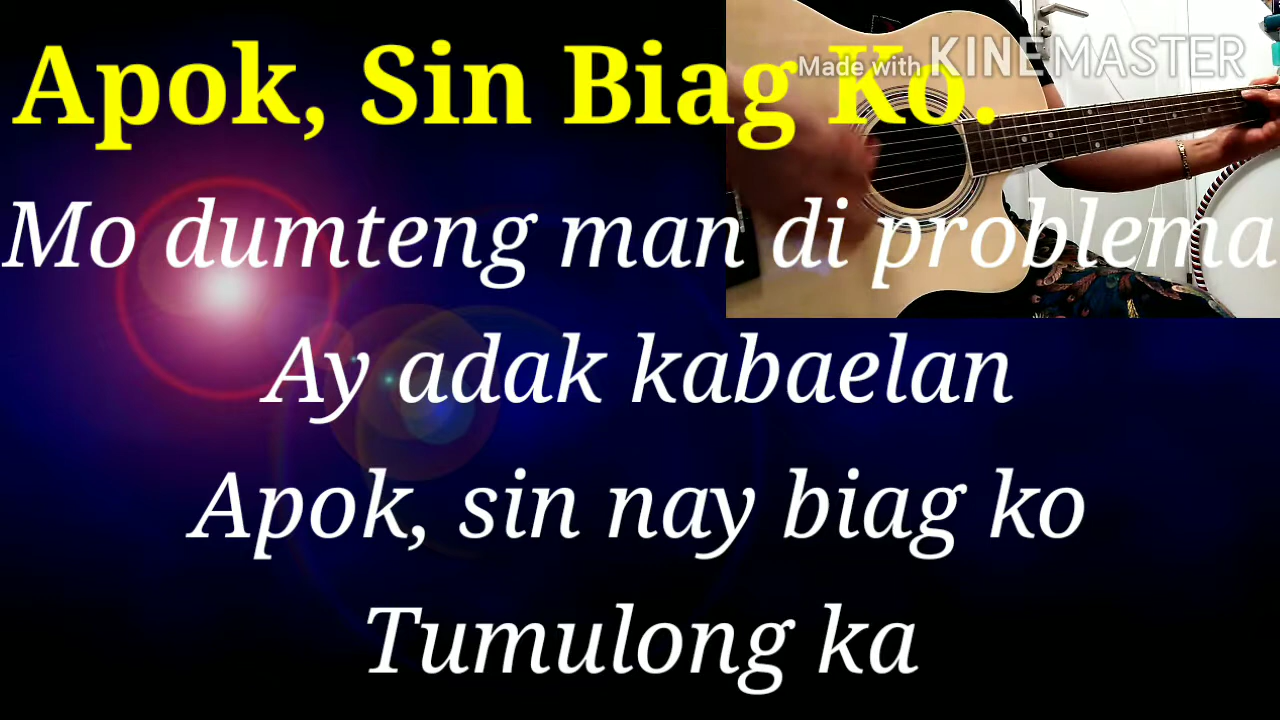 Apok, Sin Biag Ko.
Made with KINEMASTER
Mo dumteng man di problema
Ay adak kabaelan
Apok, sin nay biag ko
Tumulong ka